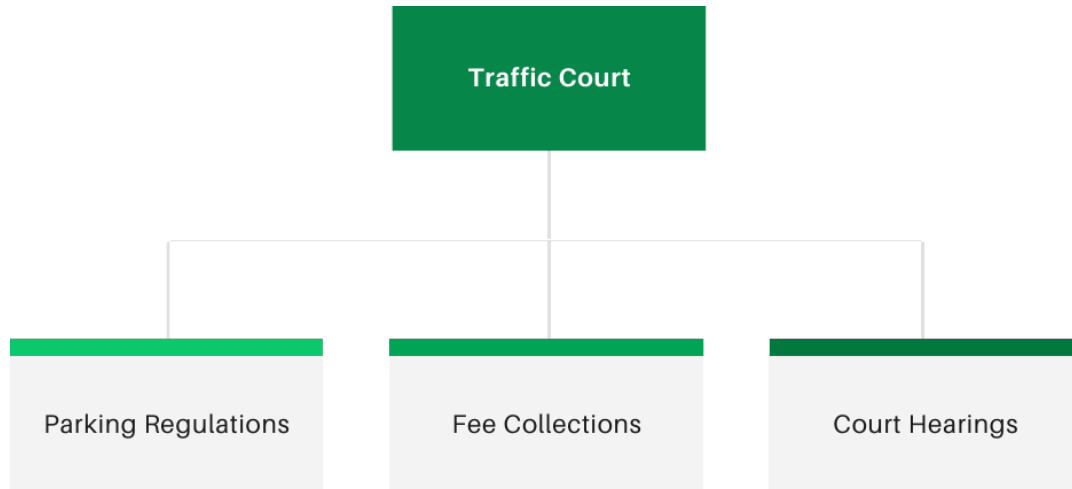 Traffic Court
Parking Regulations
Fee Collections
Court Hearings